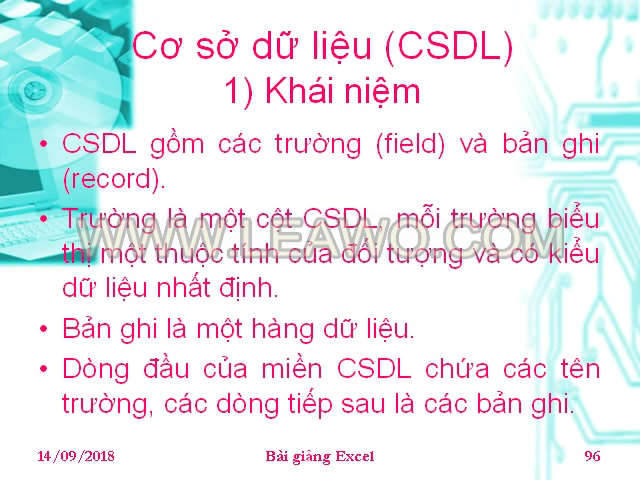 Cơ sở dữ liệu (CSDL)
1) Khái niệm
• CSDL gồm các trường (field) và bản ghi
(record).
• Trường là một cột CSDL, mỗi trường biểu
thị một thuộc tính của đối tượng và có kiểu
dữ liệu nhất định.
• Bản ghi là một hàng dữ liệu.
• Dòng đầu của miền CSDL chứa các tên
trường, các dòng tiếp sau là các bản ghi.
WWW.LEAWO.COM
14/09/2018 Bài giảng Excel 96